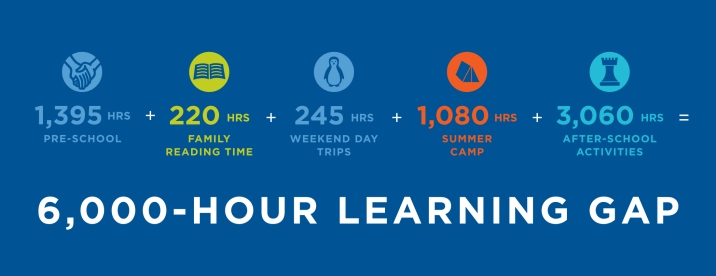 1,395 HRS + 220 HRS + 245 HRS + 1,080 HRS + 3,060 HRS =
PRE-SCHOOL
FAMILY
READING TIME
WEEKEND DAY
TRIPS
SUMMER
CAMP
AFTER-SCHOOL
ACTIVITIES
6,000-HOUR LEARNING GAP